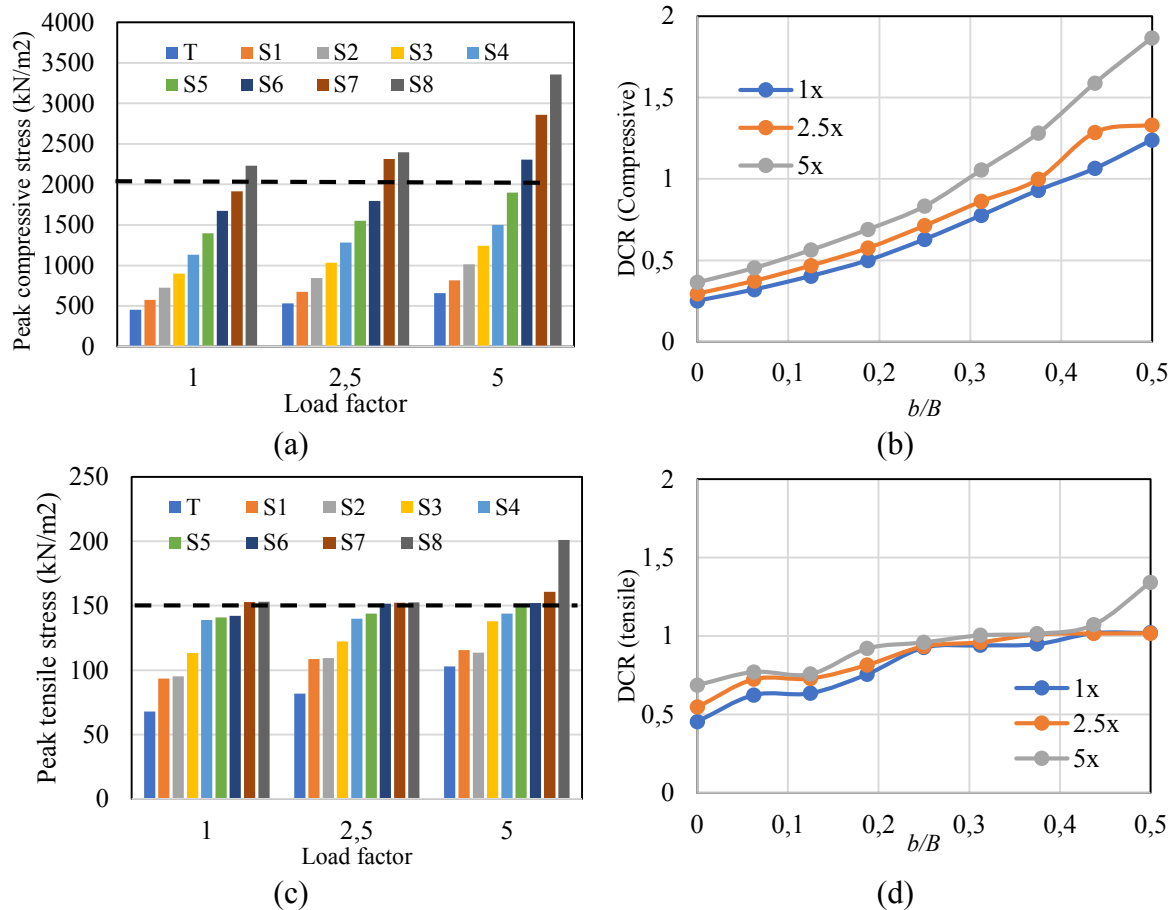 4000
3500
3000
2500
2000
1500
1000
500
0
Peak compressive stress (kN/m2)
T S1 S2 S3 S4
S5 S6 S7 S8
1 2,5 5
Load factor
(a)
2
1,5
1
0,5
0
DCR (Compressive)
1x
2.5x
5x
0 0,1 0,2 0,3 0,4 0,5
b/B
(b)
250
200
150
100
50
0
Peak tensile stress (kN/m2)
T S1 S2 S3 S4
S5 S6 S7 S8
1 2,5 5
Load factor
(c)
2
1,5
1
0,5
0
DCR (tensile)
1x
2.5x
5x
0 0,1 0,2 0,3 0,4 0,5
b/B
(d)